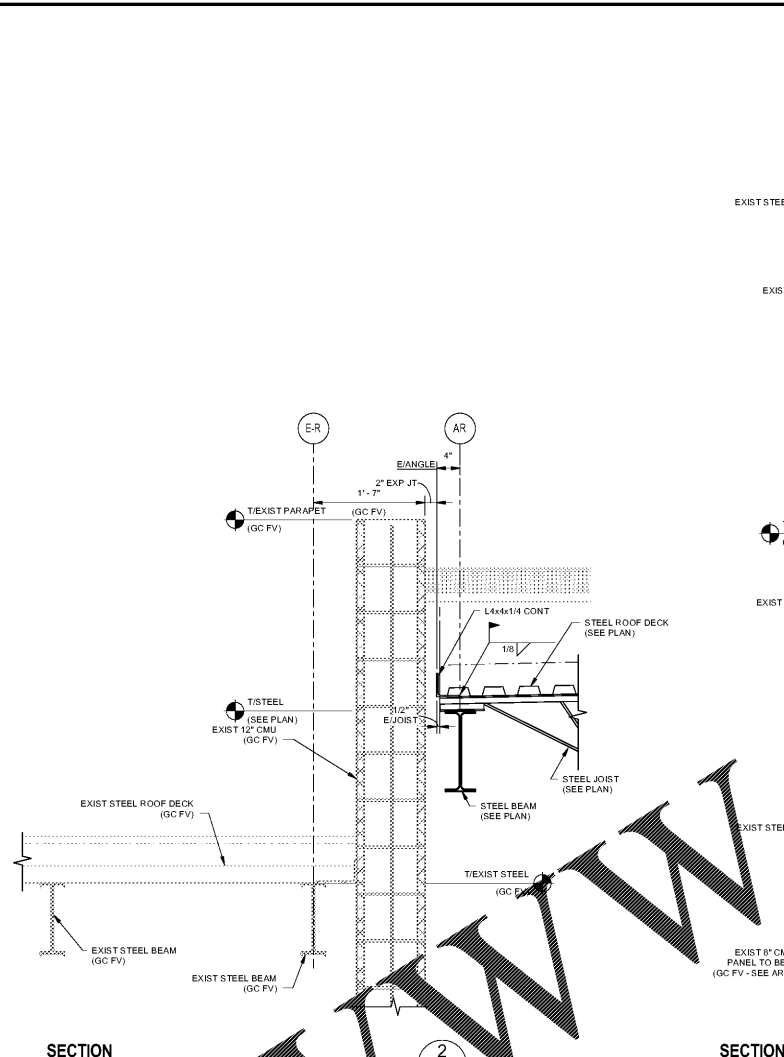 EXIST STEE
EXIS
E-R
AR
4"
E/ANGLE
2" EXP JT
1' - 7"
T/EXIST PARAPET
(GC FV)
(GC FV)
EXIST
L4x4x1/4 CONT
STEEL ROOF DECK
(SEE PLAN)
1/8
T/STEEL
(SEE PLAN)
1/2"
E/JOIST
EXIST 12" CMU
(GC FV)
STEEL JOIST
(SEE PLAN)
EXIST STEEL ROOF DECK
(GC FV)
STEEL BEAM
(SEE PLAN)
EXIST STEE
T/EXIST STEEL
(GC FV)
EXIST STEEL BEAM
(GC FV)
EXIST STEEL BEAM
(GC FV)
EXIST 8" CM
PANEL TO BE
(GC FV - SEE AR
SECTION
2
SECTION
WWW